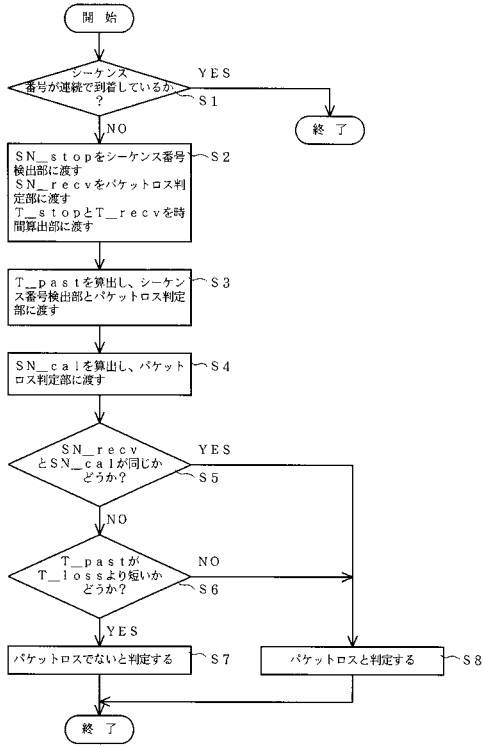 開 始
シーケンス
番号が連続で到着しているか
?
YES
S1
終 了
NO
SN_stopをシーケンス番号
検出部に渡す
SN_recvをパケットロス判
定部に渡す
T_stopとT_recvを時
間算出部に渡す
S2
T_pastを算出し、シーケン
ス番号検出部とパケットロス判定
部に渡す
S3
SN_calを算出し、パケット
ロス判定部に渡す
S4
SN_recv
とSN_calが同じか
どうか?
YES
S5
NO
T_pastが
T_lossより短いか
どうか?
NO
S6
YES
パケットロスでないと判定する
S7
パケットロスと判定する
S8
終 了